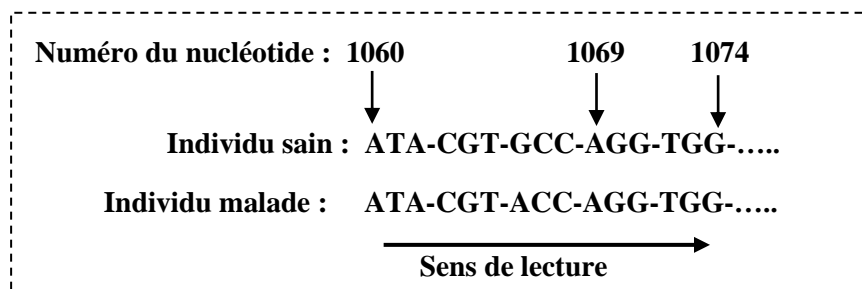 Numéro du nucléotide : 1060 1069 1074
Individu sain : ATA-CGT-GCC-AGG-TGG-…..
Individu malade : ATA-CGT-ACC-AGG-TGG-…..
Sens de lecture